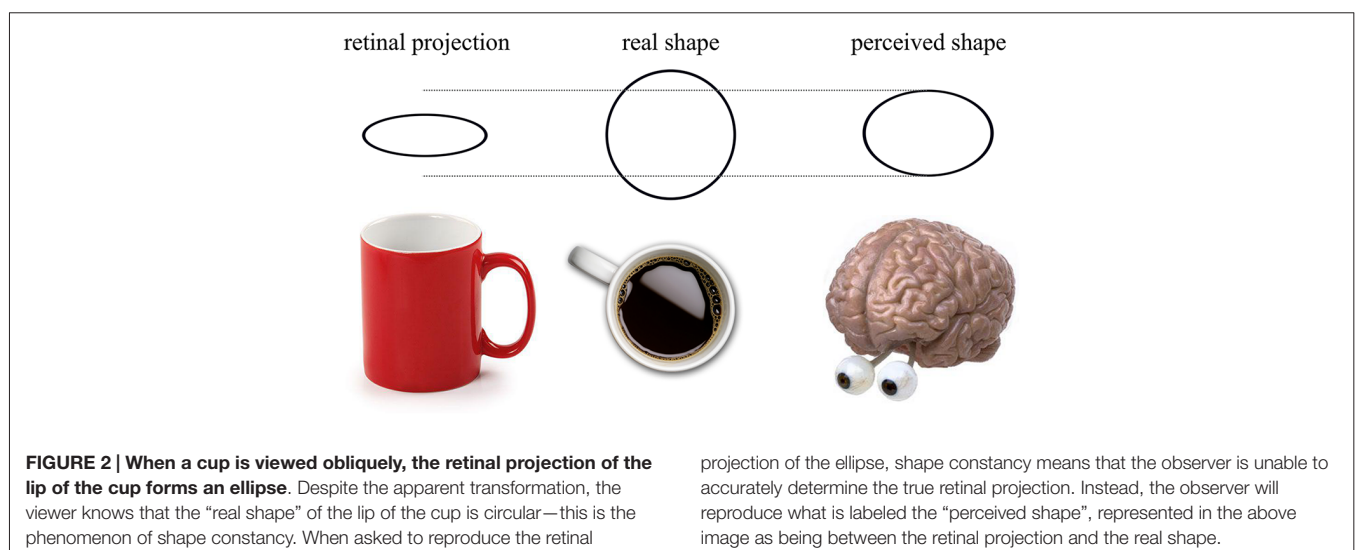 retinal projection
real shape
perceived shape
FIGURE 2 | When a cup is viewed obliquely, the retinal projection of the
lip of the cup forms an ellipse. Despite the apparent transformation, the
viewer knows that the “real shape” of the lip of the cup is circular—this is the
phenomenon of shape constancy. When asked to reproduce the retinal
projection of the ellipse, shape constancy means that the observer is unable to
accurately determine the true retinal projection. Instead, the observer will
reproduce what is labeled the “perceived shape”, represented in the above
image as being between the retinal projection and the real shape.